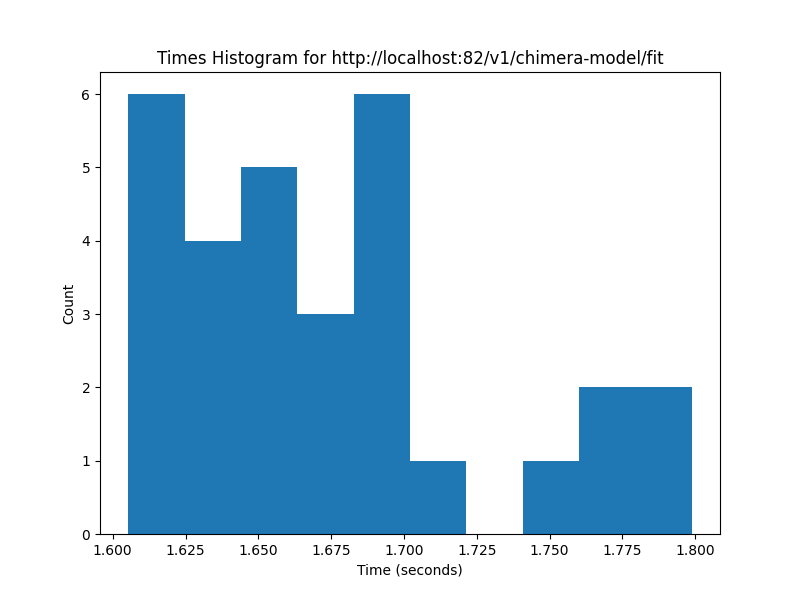 Times Histogram for http://localhost:82/v1/chimera-model/fit
6
5
4
3
2
1
0
Count
1.600 1.625 1.650 1.675 1.700 1.725 1.750 1.775 1.800
Time (seconds)